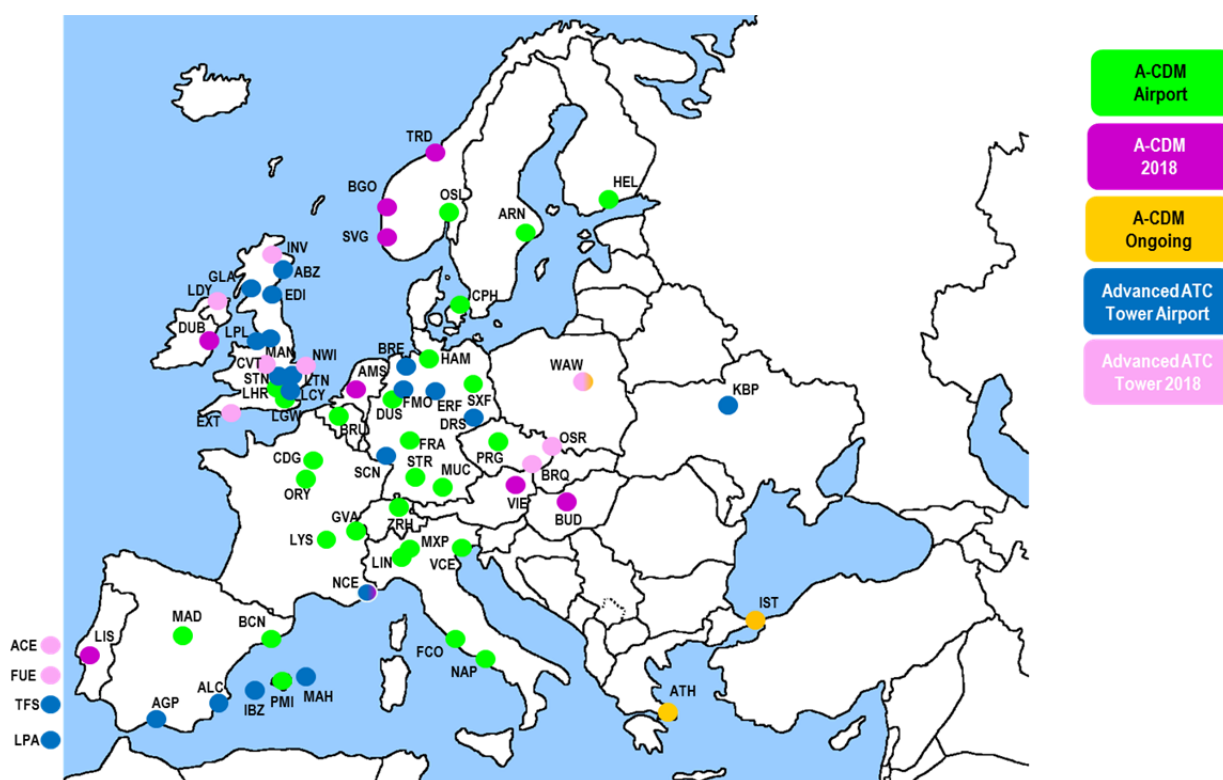 A-CDM
Airport
A-CDM
2018
A-CDM
Ongoing
Advanced ATC
Tower Airport
Advanced ATC
Tower 2018
TRD
BGO
OSL
HEL
ARN
SVG
INV
GLA
ABZ
LDY
EDI
CPH
DUB
LPL
MAN
BRE
HAM
CVT
NWI
AMS
WAW
STN
LTN
KBP
LHR
LCY
FMO
ERF
SXF
DUS
DRS
EXT
LGW
BRU
OSR
FRA
PRG
CDG
SCN
STR
MUC
BRQ
ORY
VIE
BUD
GVA
ZRH
LYS
MXP
LIN
VCE
NCE
IST
MAD
BCN
LIS
ACE
FCO
FUE
NAP
ALC
MAH
ATH
TFS
AGP
IBZ
PMI
LPA